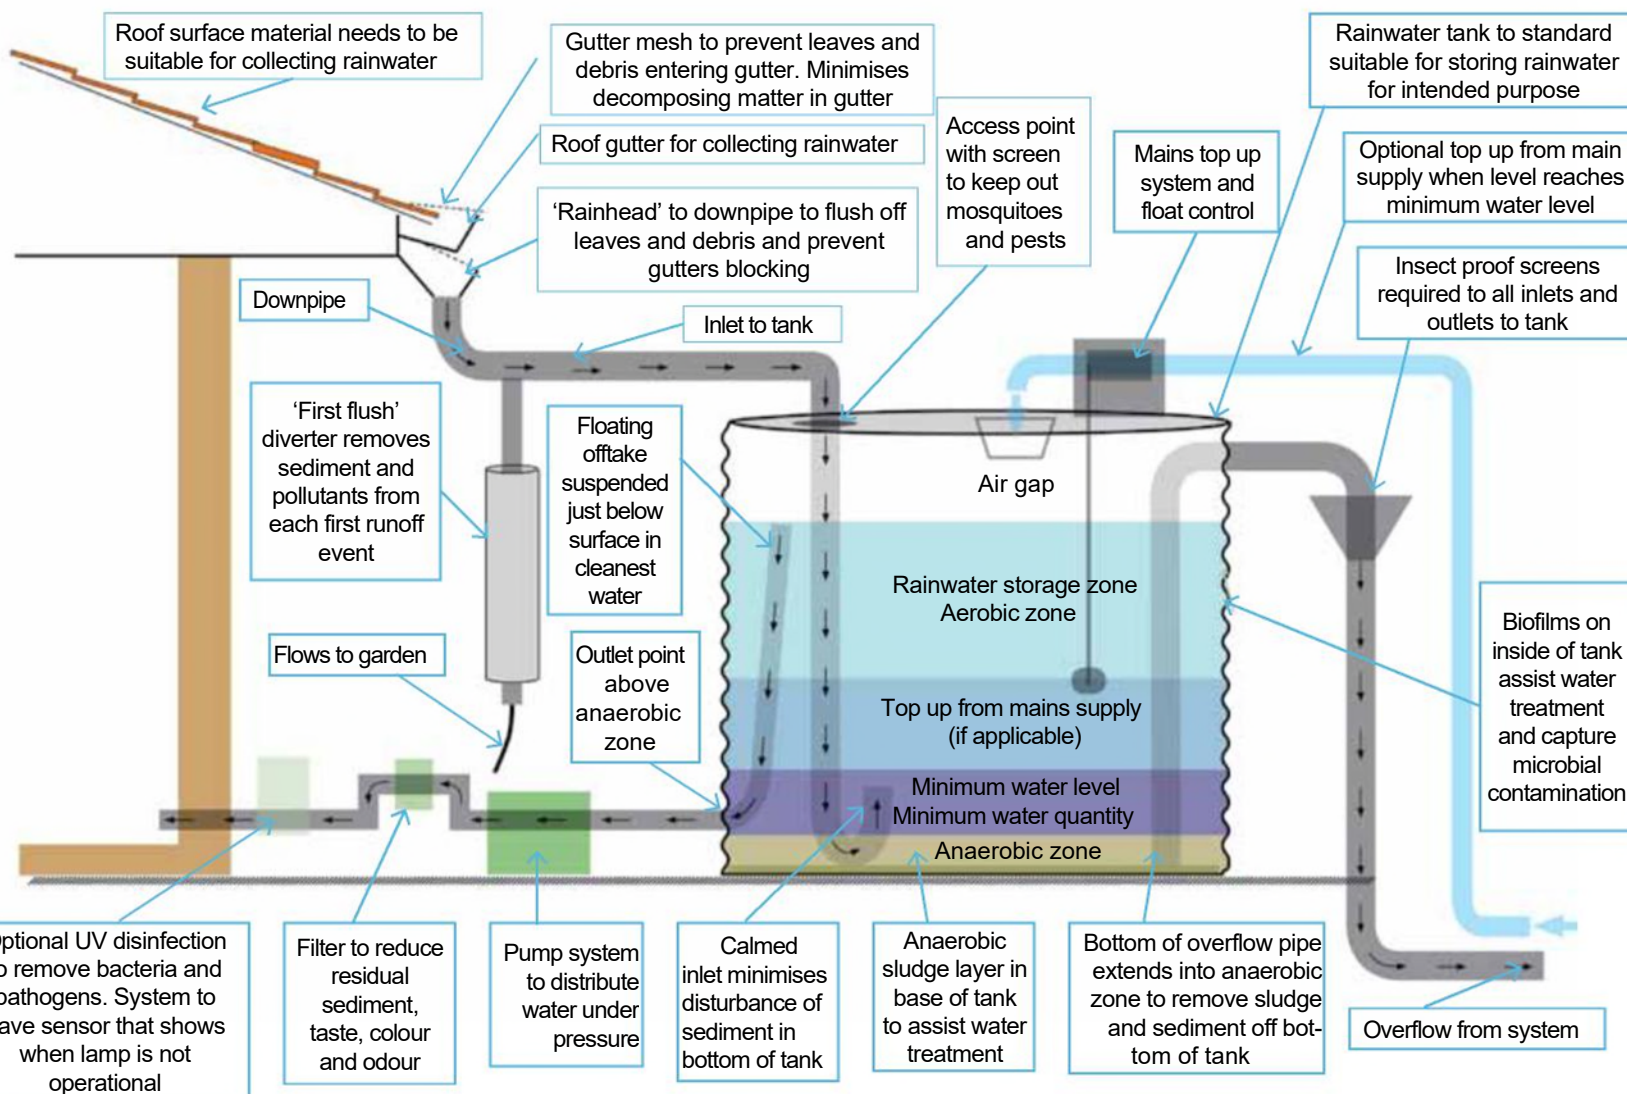 Roof surface material needs to be
suitable for collecting rainwater
Gutter mesh to prevent leaves and
debris entering gutter. Minimises
decomposing matter in gutter
Roof gutter for collecting rainwater
‘Rainhead’ to downpipe to flush off
leaves and debris and prevent
gutters blocking
Access point
with screen
to keep out
mosquitoes
and pests
Mains top up
system and
float control
Rainwater tank to standard
suitable for storing rainwater
for intended purpose
Optional top up from main
supply when level reaches
minimum water level
Insect proof screens
required to all inlets and
outlets to tank
Downpipe
Inlet to tank
‘First flush’
diverter removes
sediment and
pollutants from
each first runoff
event
Floating
offtake
suspended
just below
surface in
cleanest
water
Air gap
Rainwater storage zone
Aerobic zone
Flows to garden
Outlet point
above
anaerobic
zone
Top up from mains supply
(if applicable)
Minimum water level
Minimum water quantity
Anaerobic zone
Biofilms on
inside of tank
assist water
treatment
and capture
microbial
contamination
ptional UV disinfection
o remove bacteria and
pathogens. System to
ave sensor that shows
when lamp is not
operational
Filter to reduce
residual
sediment,
taste, colour
and odour
Pump system
to distribute
water under
pressure
Calmed
inlet minimises
disturbance of
sediment in
bottom of tank
Anaerobic
sludge layer in
base of tank
to assist water
treatment
Bottom of overflow pipe
extends into anaerobic
zone to remove sludge
and sediment off bot-
tom of tank
Overflow from system